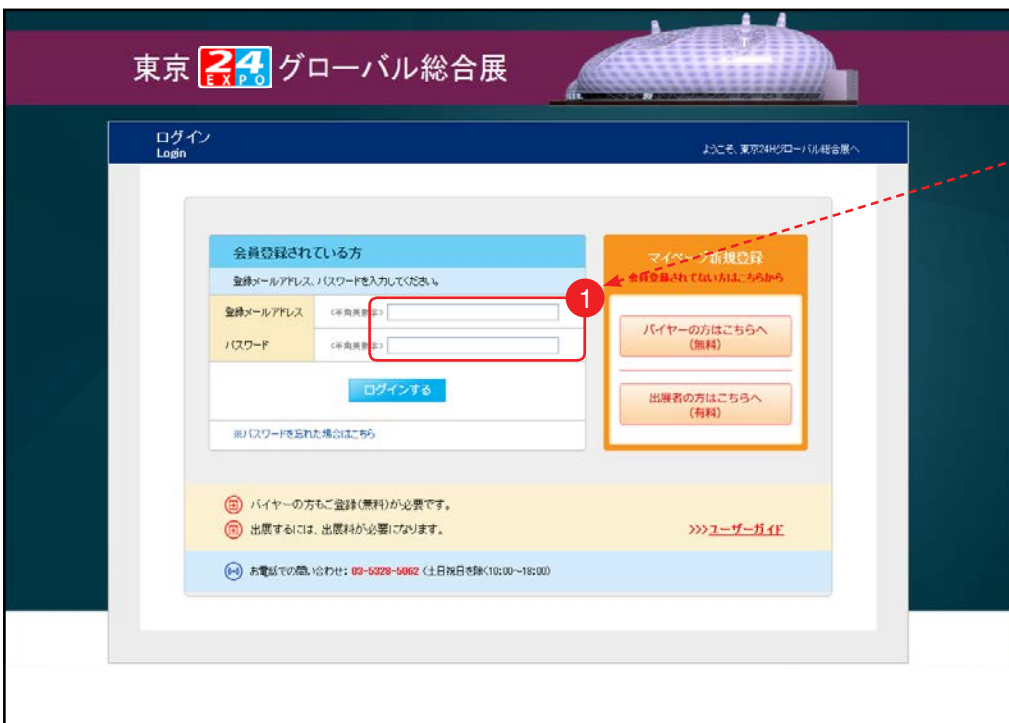 東京 24 EXPO グローバル総合展
ログイン
Login
ようこそ、東京24Hグローバル総合展へ
会員登録されている方
登録メールアドレス、パスワードを入力してください。
登録メールアドレス (半角英数字)
パスワード (半角英数字)
ログインする
※パスワードを忘れた場合はこちら
1
マイページ新規登録
会員登録されてない方はこちらから
バイヤーの方はこちらへ
(無料)
出展者の方はこちらへ
(有料)
バイヤーの方もご登録(無料)が必要です。
出展するには、出展料が必要になります。
>>>ユーザーガイド
お電話での問い合わせ: 03-5328-5062 (土日祝日を除く10:00～18:00)